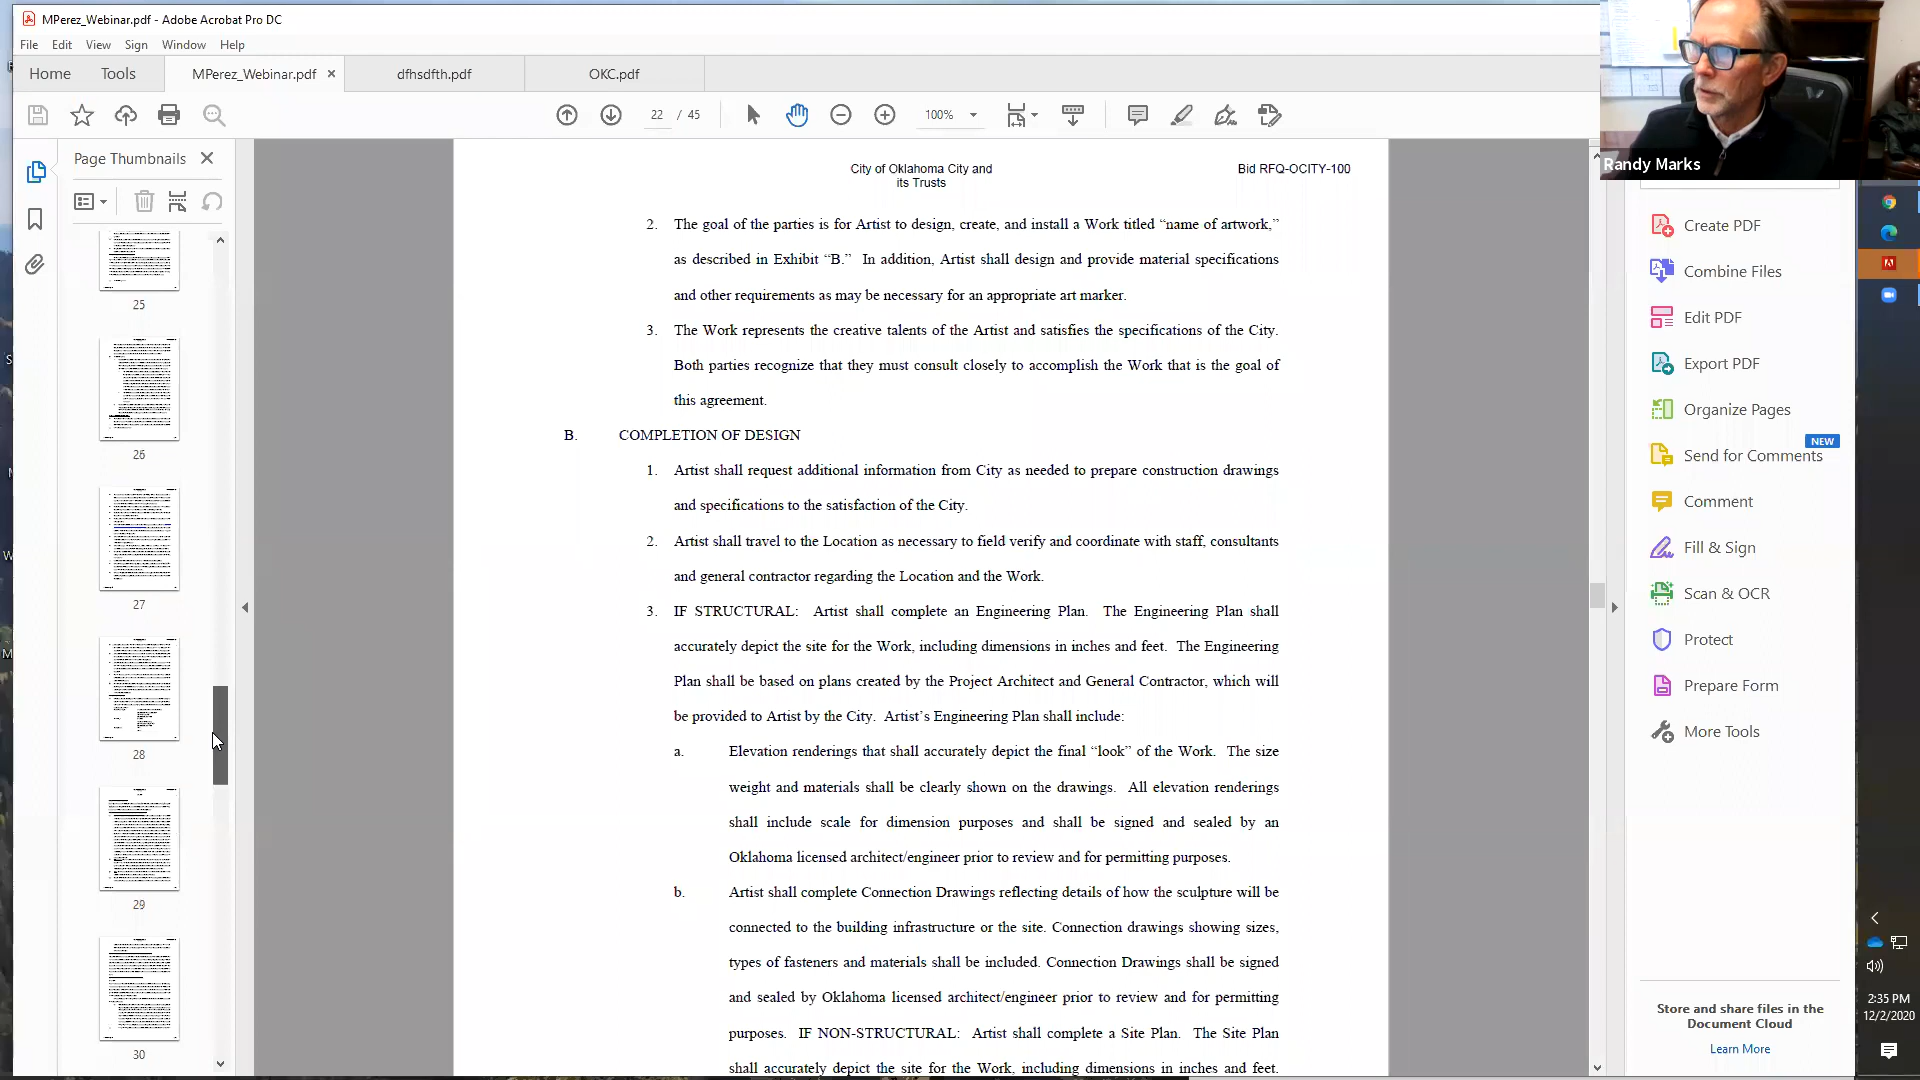 MPerez_Webinar.pdf - Adobe Acrobat Pro DC
File Edit View Sign Window Help
Home Tools MPerez_Webinar.pdf × dfhsdfth.pdf OKC.pdf
22 / 45 100%
Page Thumbnails
25
26
27
28
29
30
City of Oklahoma City and
its Trusts
Bid RFQ-OCITY-100
2. The goal of the parties is for Artist to design, create, and install a Work titled “name of artwork,”
as described in Exhibit “B.” In addition, Artist shall design and provide material specifications
and other requirements as may be necessary for an appropriate art marker.
3. The Work represents the creative talents of the Artist and satisfies the specifications of the City.
Both parties recognize that they must consult closely to accomplish the Work that is the goal of
this agreement.
B. COMPLETION OF DESIGN
1. Artist shall request additional information from City as needed to prepare construction drawings
and specifications to the satisfaction of the City.
2. Artist shall travel to the Location as necessary to field verify and coordinate with staff, consultants
and general contractor regarding the Location and the Work.
3. IF STRUCTURAL: Artist shall complete an Engineering Plan. The Engineering Plan shall
accurately depict the site for the Work, including dimensions in inches and feet. The Engineering
Plan shall be based on plans created by the Project Architect and General Contractor, which will
be provided to Artist by the City. Artist’s Engineering Plan shall include:
a. Elevation renderings that shall accurately depict the final “look” of the Work. The size
weight and materials shall be clearly shown on the drawings. All elevation renderings
shall include scale for dimension purposes and shall be signed and sealed by an
Oklahoma licensed architect/engineer prior to review and for permitting purposes.
b. Artist shall complete Connection Drawings reflecting details of how the sculpture will be
connected to the building infrastructure or the site. Connection drawings showing sizes,
types of fasteners and materials shall be included. Connection Drawings shall be signed
and sealed by Oklahoma licensed architect/engineer prior to review and for permitting
purposes. IF NON-STRUCTURAL: Artist shall complete a Site Plan. The Site Plan
shall accurately depict the site for the Work, including dimensions in inches and feet.
Randy Marks
Create PDF
Combine Files
Edit PDF
Export PDF
Organize Pages
NEW
Send for Comments
Comment
Fill & Sign
Scan & OCR
Protect
Prepare Form
More Tools
Store and share files in the
Document Cloud
Learn More
2:35 PM
12/2/2020